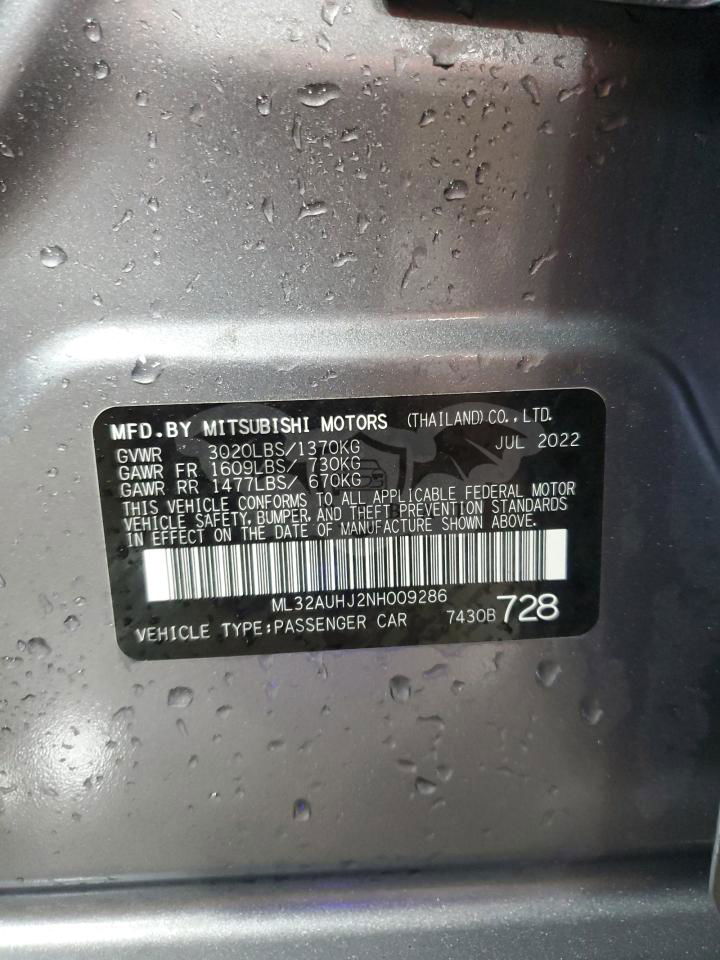 MFD.BY MITSUBISHI MOTORS (THAILAND)CO.,LTD.
GVWR 3020LBS/1370KG JUL 2022
GAWR FR 1609LBS/ 730KG
GAWR RR 1477LBS/ 670KG
THIS VEHICLE CONFORMS TO ALL APPLICABLE FEDERAL MOTOR
VEHICLE SAFETY, BUMPER, AND THEFT PREVENTION STANDARDS
IN EFFECT ON THE DATE OF MANUFACTURE SHOWN ABOVE.
ML32AUHJ2NH009286
VEHICLE TYPE:PASSENGER CAR 7430B 728